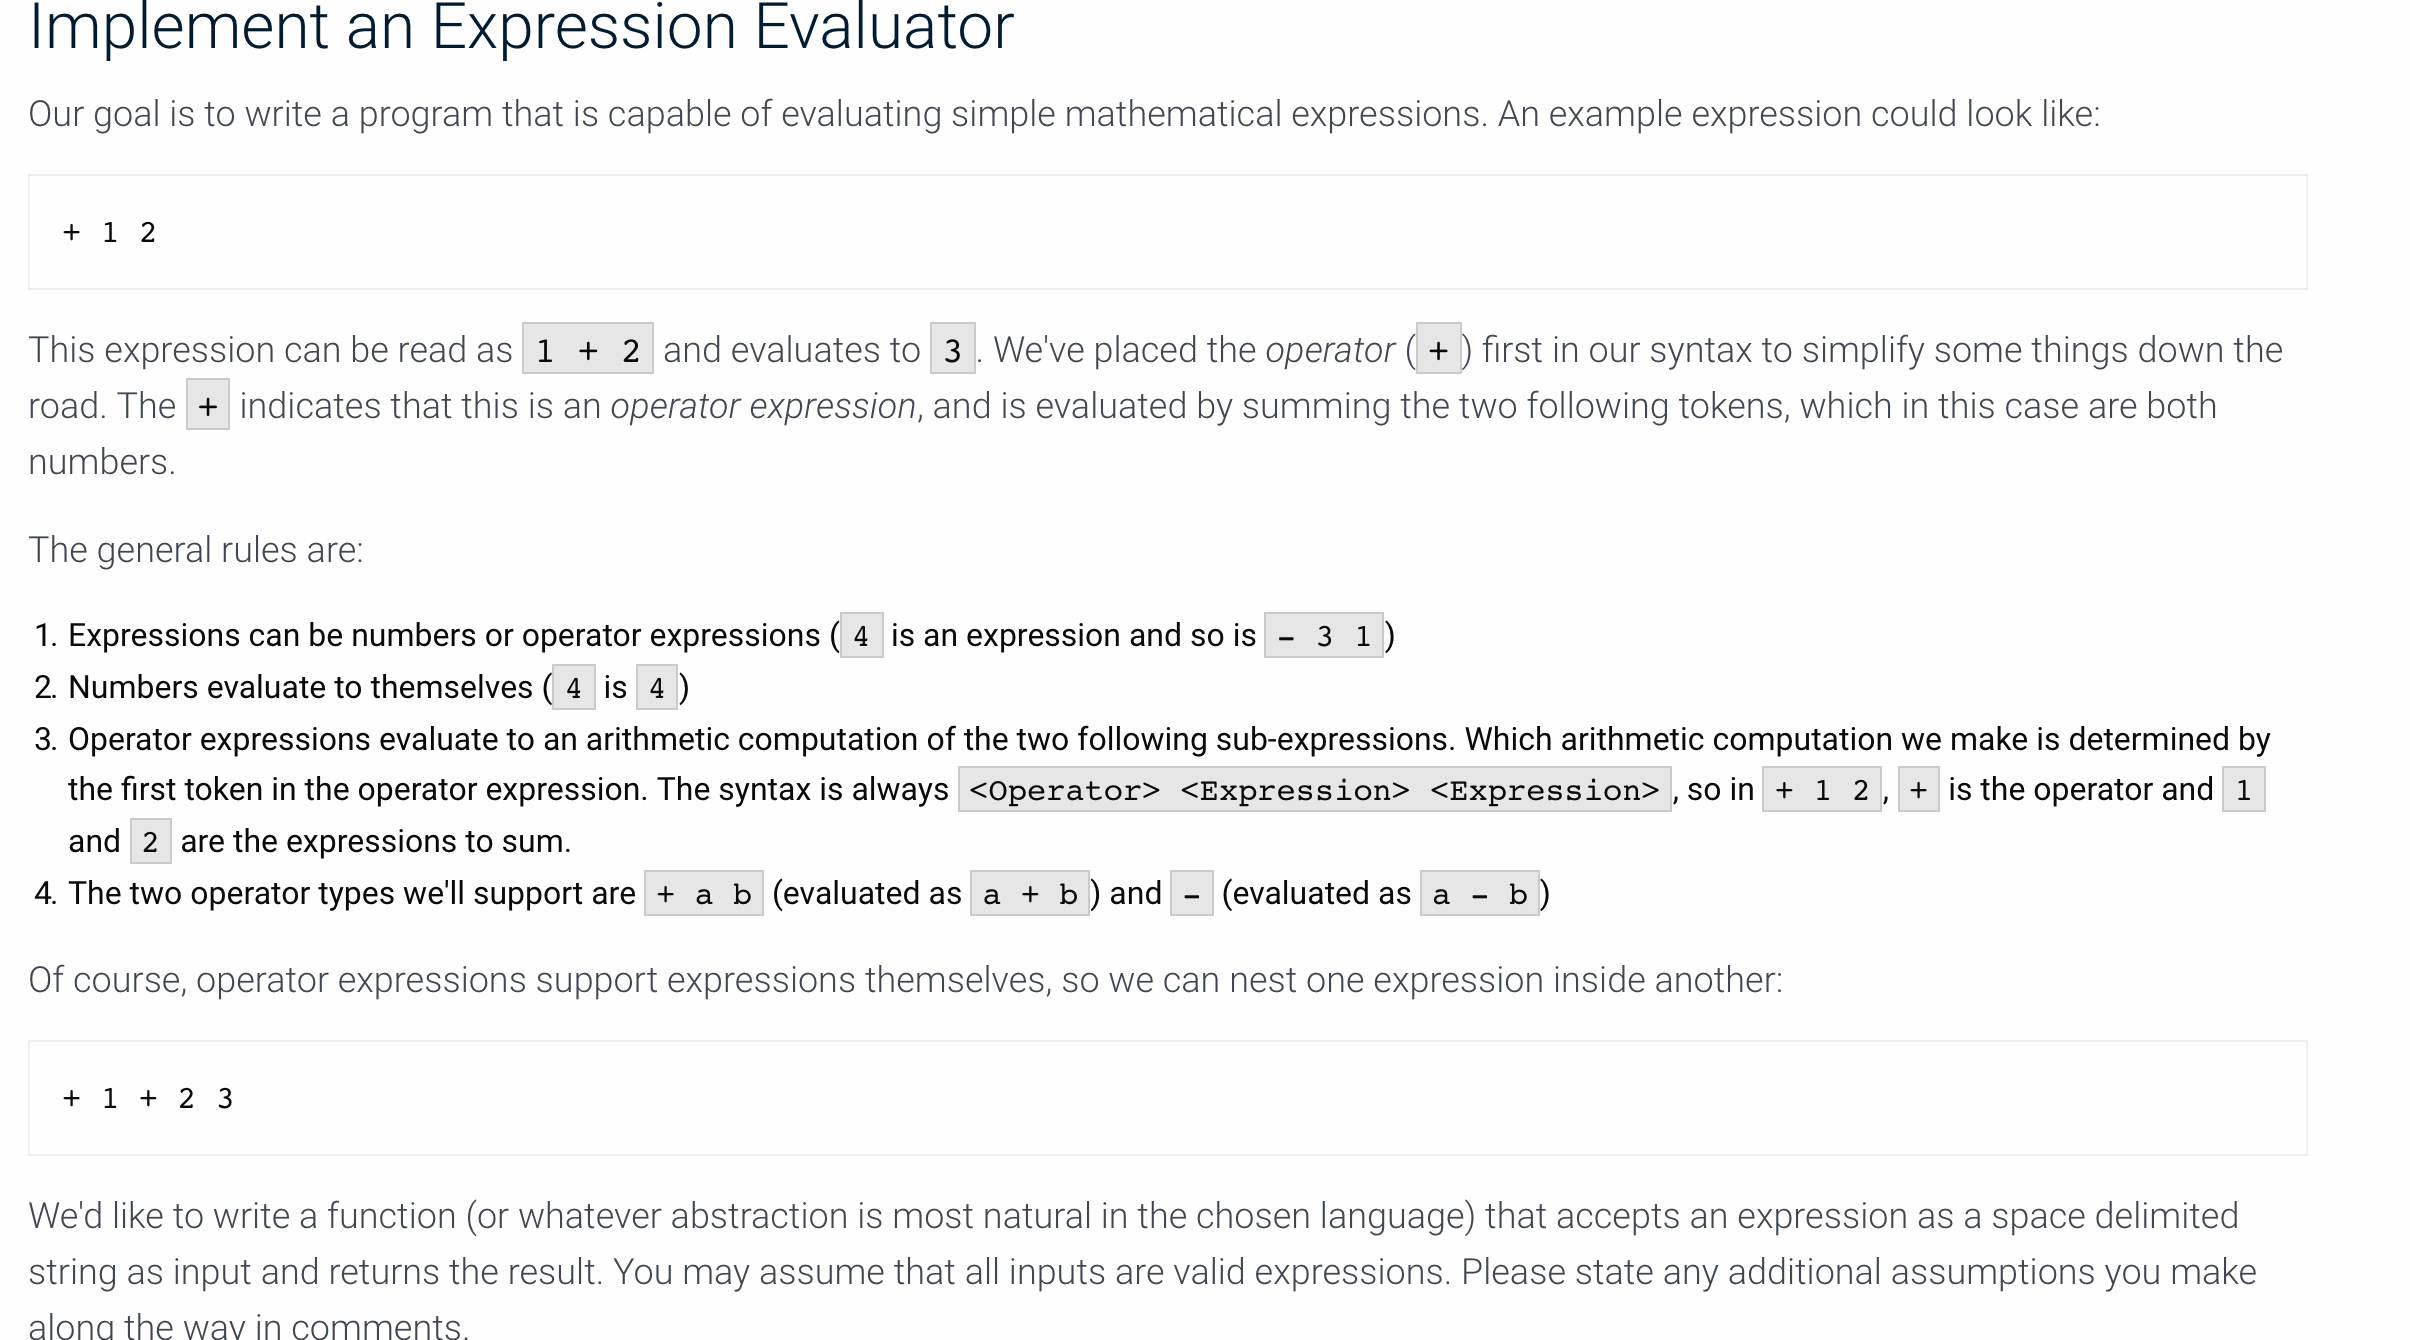 Implement an Expression Evaluator
Our goal is to write a program that is capable of evaluating simple mathematical expressions. An example expression could look like:
+ 1 2
This expression can be read as 1 + 2 and evaluates to 3. We've placed the operator (+) first in our syntax to simplify some things down the
road. The + indicates that this is an operator expression, and is evaluated by summing the two following tokens, which in this case are both
numbers.
The general rules are:
1. Expressions can be numbers or operator expressions (4 is an expression and so is - 3 1)
2. Numbers evaluate to themselves (4 is 4)
3. Operator expressions evaluate to an arithmetic computation of the two following sub-expressions. Which arithmetic computation we make is determined by
the first token in the operator expression. The syntax is always <Operator> <Expression> <Expression>, so in + 1 2, + is the operator and 1
and 2 are the expressions to sum.
4. The two operator types we'll support are + a b (evaluated as a + b) and - (evaluated as a - b)
Of course, operator expressions support expressions themselves, so we can nest one expression inside another:
+ 1 + 2 3
We'd like to write a function (or whatever abstraction is most natural in the chosen language) that accepts an expression as a space delimited
string as input and returns the result. You may assume that all inputs are valid expressions. Please state any additional assumptions you make
along the way in comments.